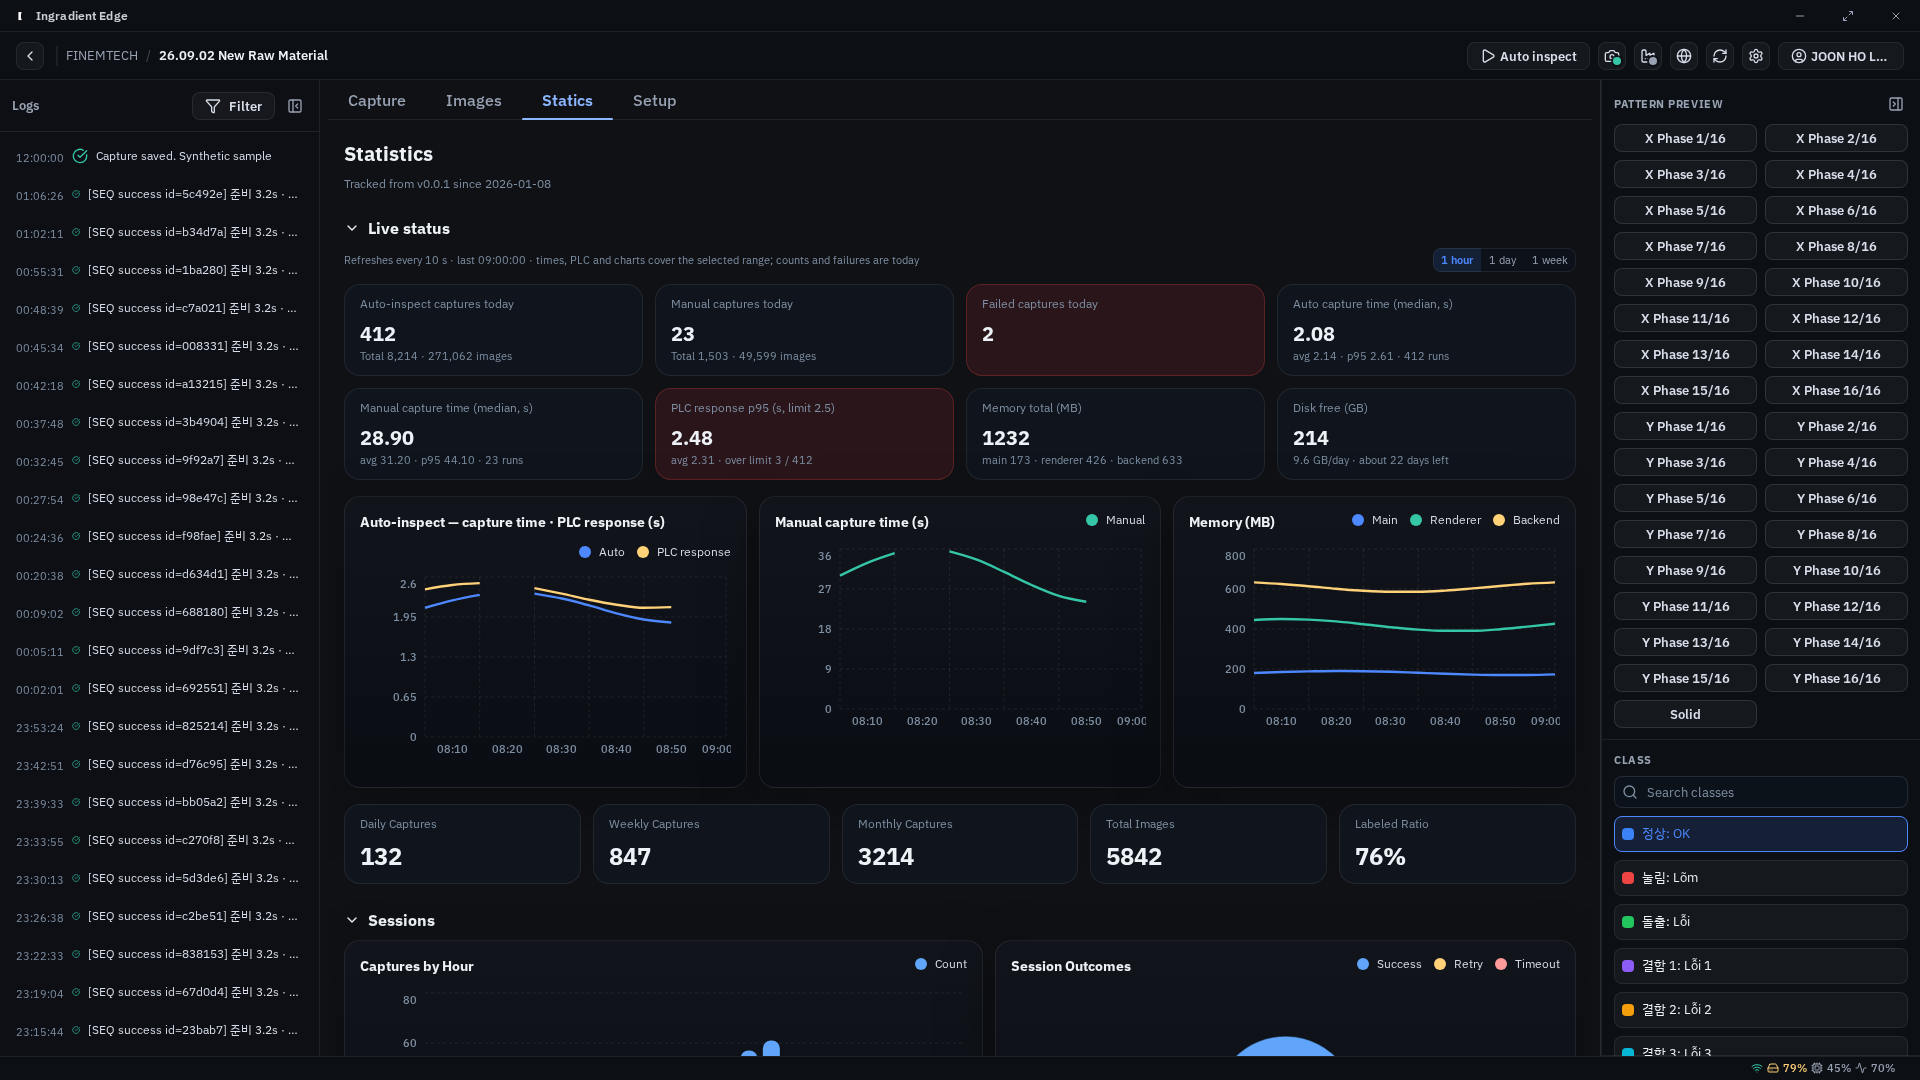 Ingradient Edge
FINEMTECH / 26.09.02 New Raw Material
Auto inspect
JOON HO L...
Logs
Filter
12:00:00 Capture saved. Synthetic sample
01:06:26 [SEQ success id=5c492e] 준비 3.2s · ...
01:02:11 [SEQ success id=b34d7a] 준비 3.2s · ...
00:55:31 [SEQ success id=1ba280] 준비 3.2s · ...
00:48:39 [SEQ success id=c7a021] 준비 3.2s · ...
00:45:34 [SEQ success id=008331] 준비 3.2s · ...
00:42:18 [SEQ success id=a13215] 준비 3.2s · ...
00:37:48 [SEQ success id=3b4904] 준비 3.2s · ...
00:32:45 [SEQ success id=9f92a7] 준비 3.2s · ...
00:27:54 [SEQ success id=98e47c] 준비 3.2s · ...
00:24:36 [SEQ success id=f98fae] 준비 3.2s · ...
00:20:38 [SEQ success id=d634d1] 준비 3.2s · ...
00:09:02 [SEQ success id=688180] 준비 3.2s · ...
00:05:11 [SEQ success id=9df7c3] 준비 3.2s · ...
00:02:01 [SEQ success id=692551] 준비 3.2s · ...
23:53:24 [SEQ success id=825214] 준비 3.2s · ...
23:42:51 [SEQ success id=d76c95] 준비 3.2s · ...
23:39:33 [SEQ success id=bb05a2] 준비 3.2s · ...
23:33:55 [SEQ success id=c270f8] 준비 3.2s · ...
23:30:13 [SEQ success id=5d3de6] 준비 3.2s · ...
23:26:38 [SEQ success id=c2be51] 준비 3.2s · ...
23:22:33 [SEQ success id=838153] 준비 3.2s · ...
23:19:04 [SEQ success id=67d0d4] 준비 3.2s · ...
23:15:44 [SEQ success id=23bab7] 준비 3.2s · ...
Capture Images Statics Setup
Statistics
Tracked from v0.0.1 since 2026-01-08
Live status
Refreshes every 10 s · last 09:00:00 · times, PLC and charts cover the selected range; counts and failures are today
1 hour 1 day 1 week
Auto-inspect captures today
412
Total 8,214 · 271,062 images
Manual captures today
23
Total 1,503 · 49,599 images
Failed captures today
2
Auto capture time (median, s)
2.08
avg 2.14 · p95 2.61 · 412 runs
Manual capture time (median, s)
28.90
avg 31.20 · p95 44.10 · 23 runs
PLC response p95 (s, limit 2.5)
2.48
avg 2.31 · over limit 3 / 412
Memory total (MB)
1232
main 173 · renderer 426 · backend 633
Disk free (GB)
214
9.6 GB/day · about 22 days left
Auto-inspect — capture time · PLC response (s)
Auto PLC response
2.6
1.95
1.3
0.65
0
08:10 08:20 08:30 08:40 08:50 09:00
Manual capture time (s)
Manual
36
27
18
9
0
08:10 08:20 08:30 08:40 08:50 09:00
Memory (MB)
Main Renderer Backend
800
600
400
200
0
08:10 08:20 08:30 08:40 08:50 09:00
Daily Captures
132
Weekly Captures
847
Monthly Captures
3214
Total Images
5842
Labeled Ratio
76%
Sessions
Captures by Hour
Count
80
60
Session Outcomes
Success Retry Timeout
PATTERN PREVIEW
X Phase 1/16 X Phase 2/16
X Phase 3/16 X Phase 4/16
X Phase 5/16 X Phase 6/16
X Phase 7/16 X Phase 8/16
X Phase 9/16 X Phase 10/16
X Phase 11/16 X Phase 12/16
X Phase 13/16 X Phase 14/16
X Phase 15/16 X Phase 16/16
Y Phase 1/16 Y Phase 2/16
Y Phase 3/16 Y Phase 4/16
Y Phase 5/16 Y Phase 6/16
Y Phase 7/16 Y Phase 8/16
Y Phase 9/16 Y Phase 10/16
Y Phase 11/16 Y Phase 12/16
Y Phase 13/16 Y Phase 14/16
Y Phase 15/16 Y Phase 16/16
Solid
CLASS
Search classes
정상: OK
눌림: Lõm
돌출: Lồi
결함 1: Lỗi 1
결함 2: Lỗi 2
결함 3: Lỗi 3
79% 45% 70%